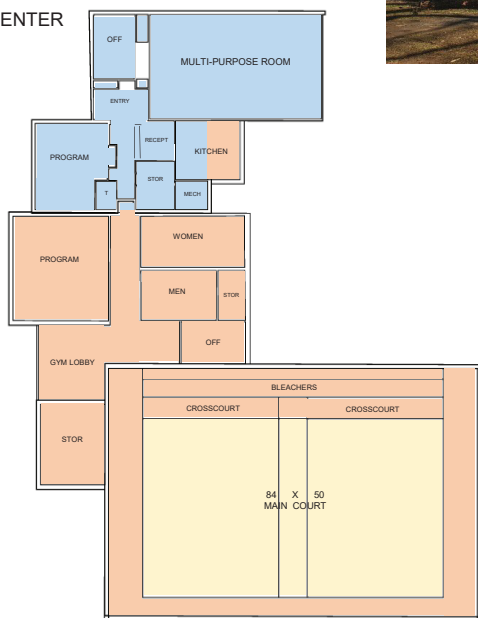 ENTER
OFF
MULTI-PURPOSE ROOM
ENTRY
RECEPT
PROGRAM
KITCHEN
STOR
T
MECH
WOMEN
PROGRAM
MEN
STOR
OFF
GYM LOBBY
BLEACHERS
CROSSCOURT
CROSSCOURT
STOR
84 X 50
MAIN COURT